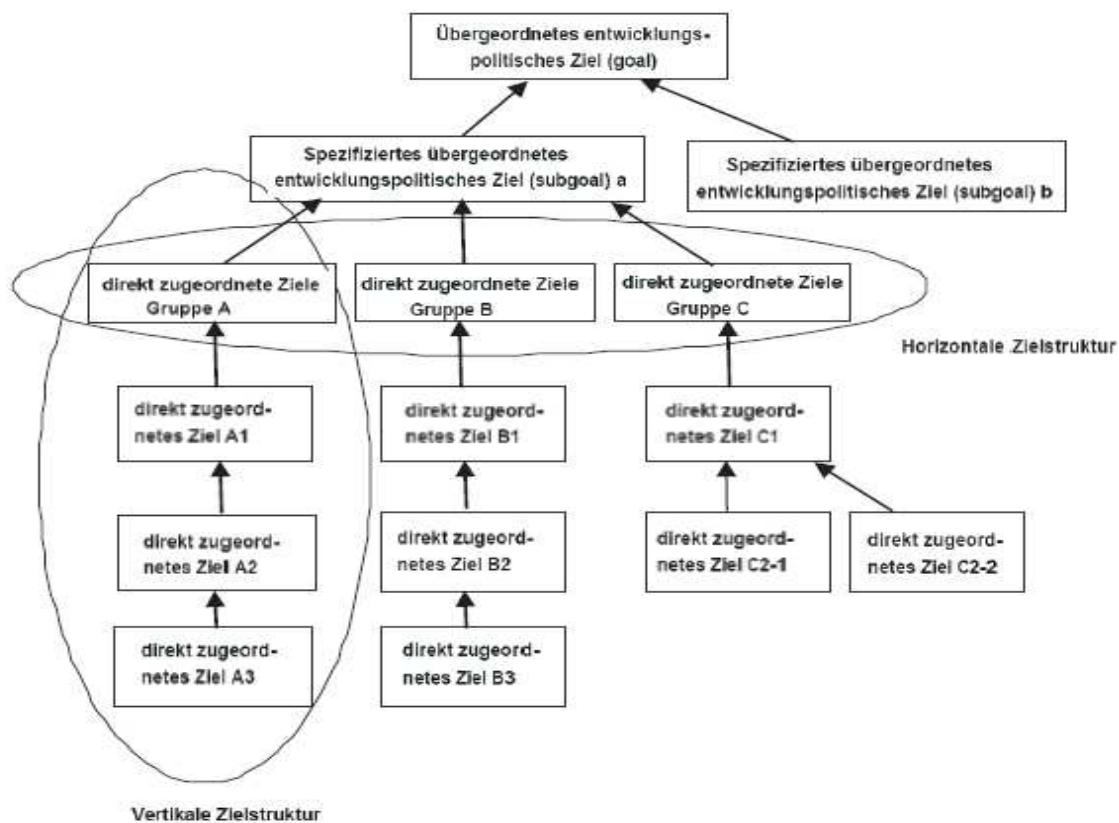 Übergeordnetes entwicklungs-
politisches Ziel (goal)
Spezifiziertes übergeordnetes
entwicklungspolitisches Ziel (subgoal) a
Spezifiziertes übergeordnetes
entwicklungspolitisches Ziel (subgoal) b
direkt zugeordnete Ziele
Gruppe A
direkt zugeordnete Ziele
Gruppe B
direkt zugeordnete Ziele
Gruppe C
Horizontale Zielstruktur
direkt zugeord-
netes Ziel A1
direkt zugeord-
netes Ziel B1
direkt zugeord-
netes Ziel C1
direkt zugeord-
netes Ziel A2
direkt zugeord-
netes Ziel B2
direkt zugeord-
netes Ziel C2-1
direkt zugeord-
netes Ziel C2-2
direkt zugeord-
netes Ziel A3
direkt zugeord-
netes Ziel B3
Vertikale Zielstruktur